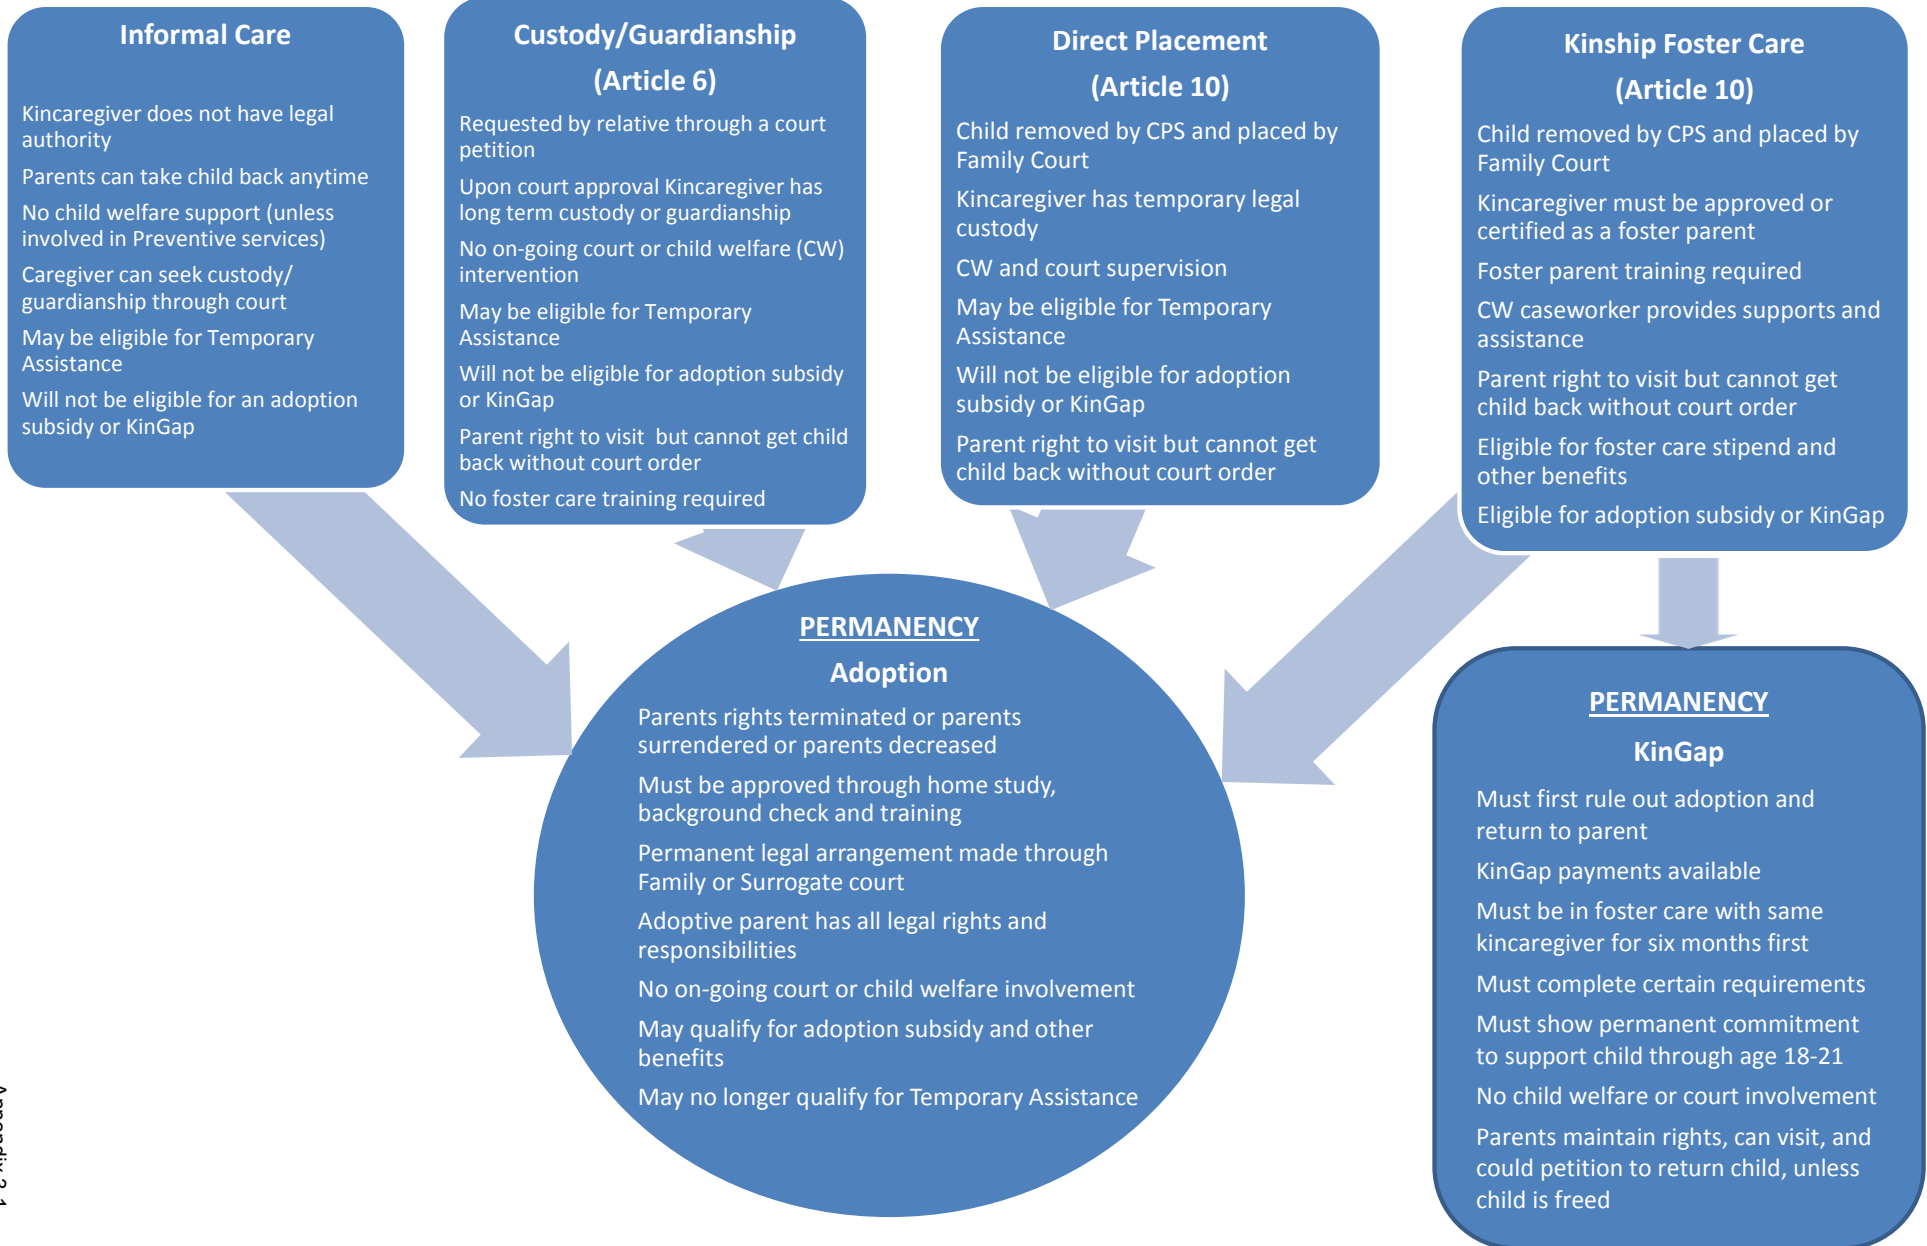 Informal Care
Kincaregiver does not have legal
authority
Parents can take child back anytime
No child welfare support (unless
involved in Preventive services)
Caregiver can seek custody/
guardianship through court
May be eligible for Temporary
Assistance
Will not be eligible for an adoption
subsidy or KinGap
Custody/Guardianship
(Article 6)
Requested by relative through a court
petition
Upon court approval Kincaregiver has
long term custody or guardianship
No on-going court or child welfare (CW)
intervention
May be eligible for Temporary
Assistance
Will not be eligible for adoption subsidy
or KinGap
Parent right to visit but cannot get child
back without court order
No foster care training required
Direct Placement
(Article 10)
Child removed by CPS and placed by
Family Court
Kincaregiver has temporary legal
custody
CW and court supervision
May be eligible for Temporary
Assistance
Will not be eligible for adoption
subsidy or KinGap
Parent right to visit but cannot get
child back without court order
Kinship Foster Care
(Article 10)
Child removed by CPS and placed by
Family Court
Kincaregiver must be approved or
certified as a foster parent
Foster parent training required
CW caseworker provides supports and
assistance
Parent right to visit but cannot get
child back without court order
Eligible for foster care stipend and
other benefits
Eligible for adoption subsidy or KinGap
PERMANENCY
Adoption
Parents rights terminated or parents
surrendered or parents decreased
Must be approved through home study,
background check and training
Permanent legal arrangement made through
Family or Surrogate court
Adoptive parent has all legal rights and
responsibilities
No on-going court or child welfare involvement
May qualify for adoption subsidy and other
benefits
May no longer qualify for Temporary Assistance
PERMANENCY
KinGap
Must first rule out adoption and
return to parent
KinGap payments available
Must be in foster care with same
kincaregiver for six months first
Must complete certain requirements
Must show permanent commitment
to support child through age 18-21
No child welfare or court involvement
Parents maintain rights, can visit, and
could petition to return child, unless
child is freed
Appendix